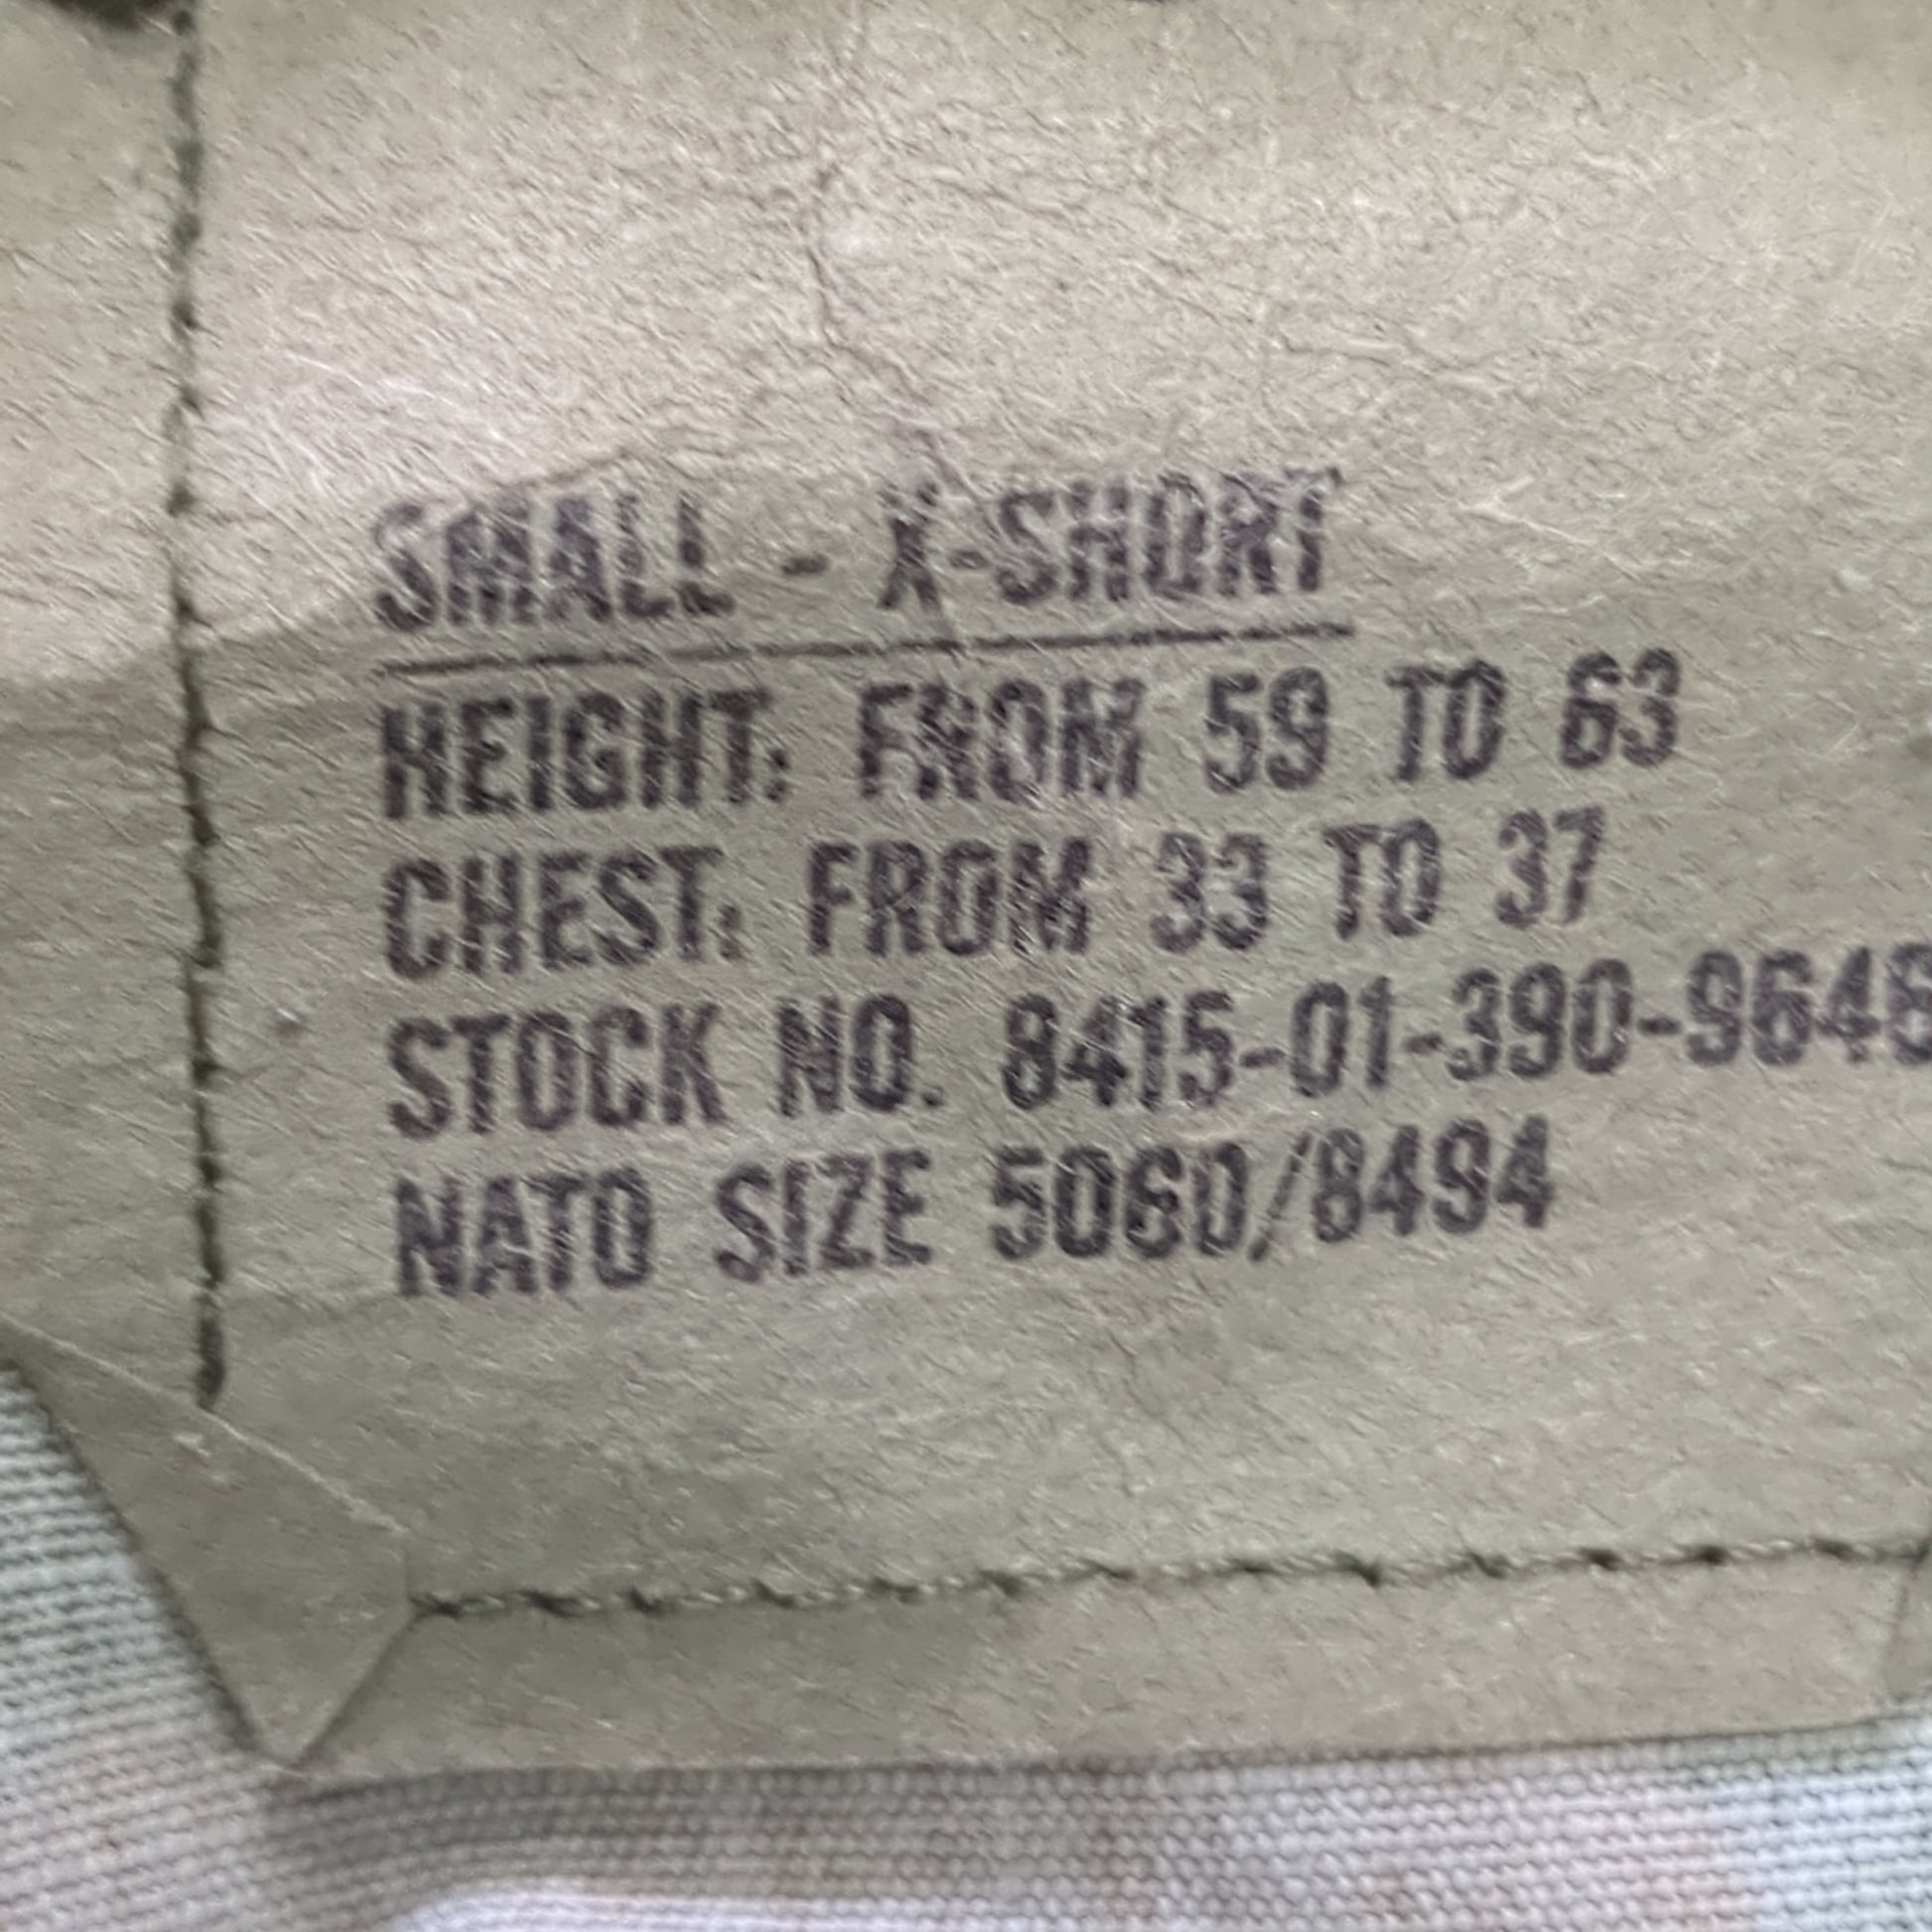 SMALL - X-SHORT
HEIGHT: FROM 59 TO 63
CHEST: FROM 33 TO 37
STOCK NO. 8415-01-390-9648
NATO SIZE 5060/8494